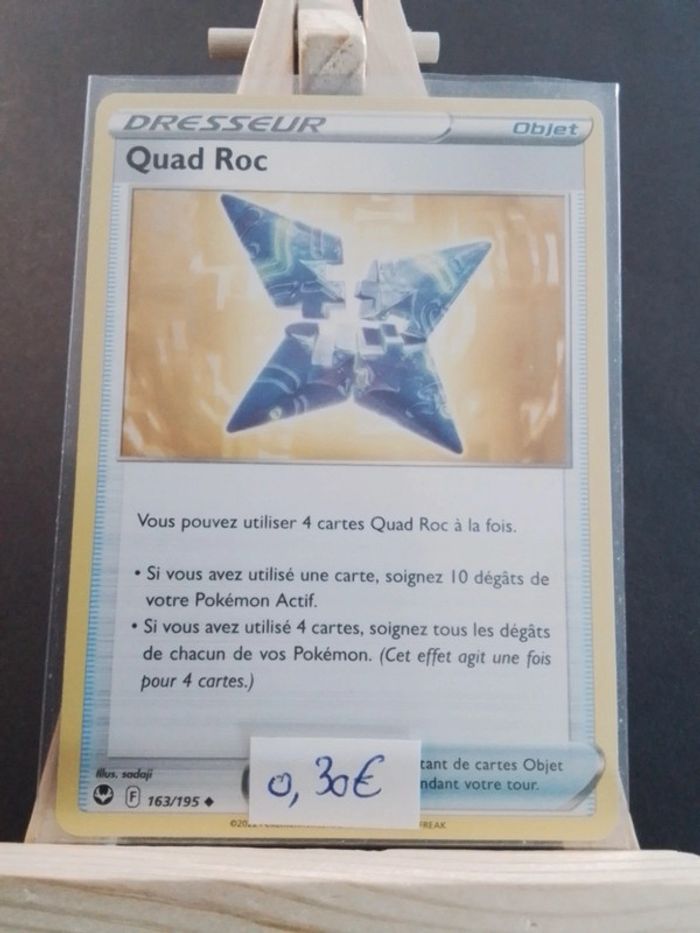 DRESSEUR
Objet
Quad Roc
Vous pouvez utiliser 4 cartes Quad Roc à la fois.
• Si vous avez utilisé une carte, soignez 10 dégâts de
votre Pokémon Actif.
• Si vous avez utilisé 4 cartes, soignez tous les dégâts
de chacun de vos Pokémon. (Cet effet agit une fois
pour 4 cartes.)
tant de cartes Objet
ndant votre tour.
Illus. sadaji
F 163/195
0,30€
FREAK